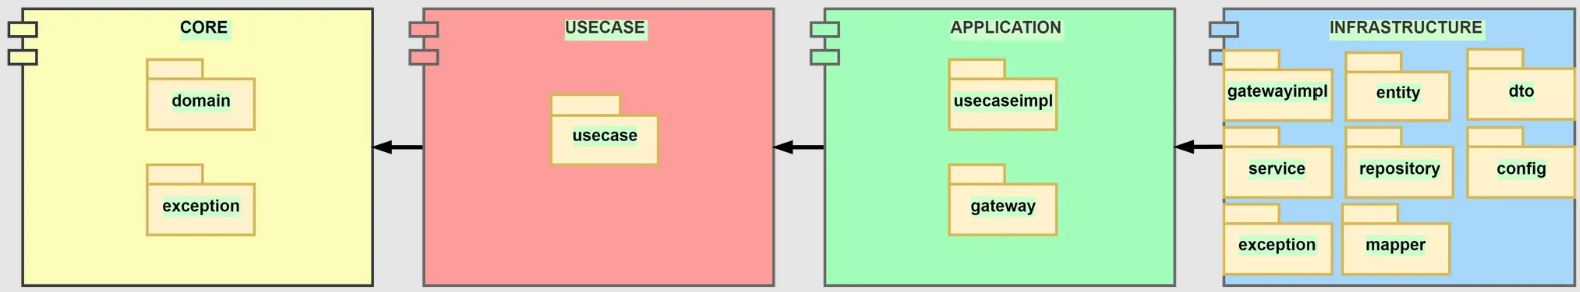 CORE
domain
exception
USECASE
usecase
APPLICATION
usecaseimpl
gateway
INFRASTRUCTURE
gatewayimpl
entity
dto
service
repository
config
exception
mapper